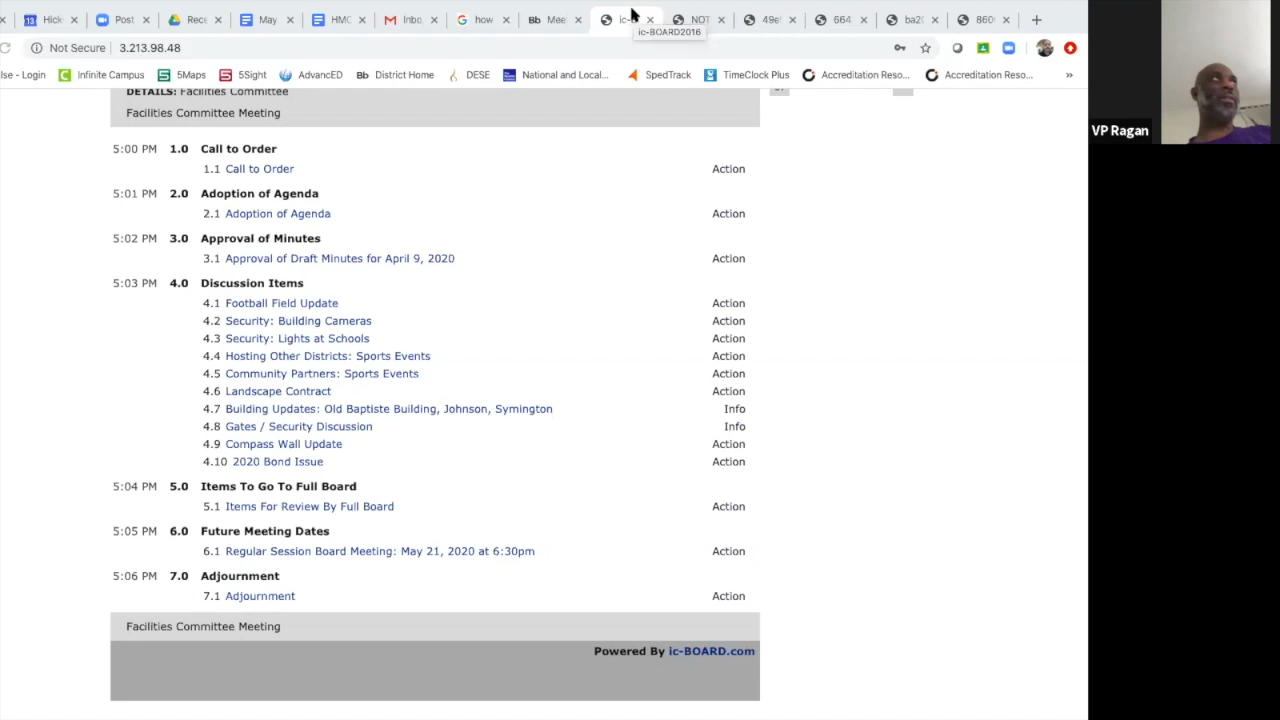 Hick
Post
Rece
May
HMC
Inbo
how
Bb Mee
ic-B
NOT
49ef
664
ba20
860
ic-BOARD2016
Not Secure 3.213.98.48
lse - Login Infinite Campus 5Maps 5Sight AdvancED Bb District Home DESE National and Local... SpedTrack TimeClock Plus Accreditation Reso... Accreditation Reso... »
DETAILS: Facilities Committee
Facilities Committee Meeting
5:00 PM 1.0 Call to Order
1.1 Call to Order Action
5:01 PM 2.0 Adoption of Agenda
2.1 Adoption of Agenda Action
5:02 PM 3.0 Approval of Minutes
3.1 Approval of Draft Minutes for April 9, 2020 Action
5:03 PM 4.0 Discussion Items
4.1 Football Field Update Action
4.2 Security: Building Cameras Action
4.3 Security: Lights at Schools Action
4.4 Hosting Other Districts: Sports Events Action
4.5 Community Partners: Sports Events Action
4.6 Landscape Contract Action
4.7 Building Updates: Old Baptiste Building, Johnson, Symington Info
4.8 Gates / Security Discussion Info
4.9 Compass Wall Update Action
4.10 2020 Bond Issue Action
5:04 PM 5.0 Items To Go To Full Board
5.1 Items For Review By Full Board Action
5:05 PM 6.0 Future Meeting Dates
6.1 Regular Session Board Meeting: May 21, 2020 at 6:30pm Action
5:06 PM 7.0 Adjournment
7.1 Adjournment Action
Facilities Committee Meeting
Powered By ic-BOARD.com
VP Ragan